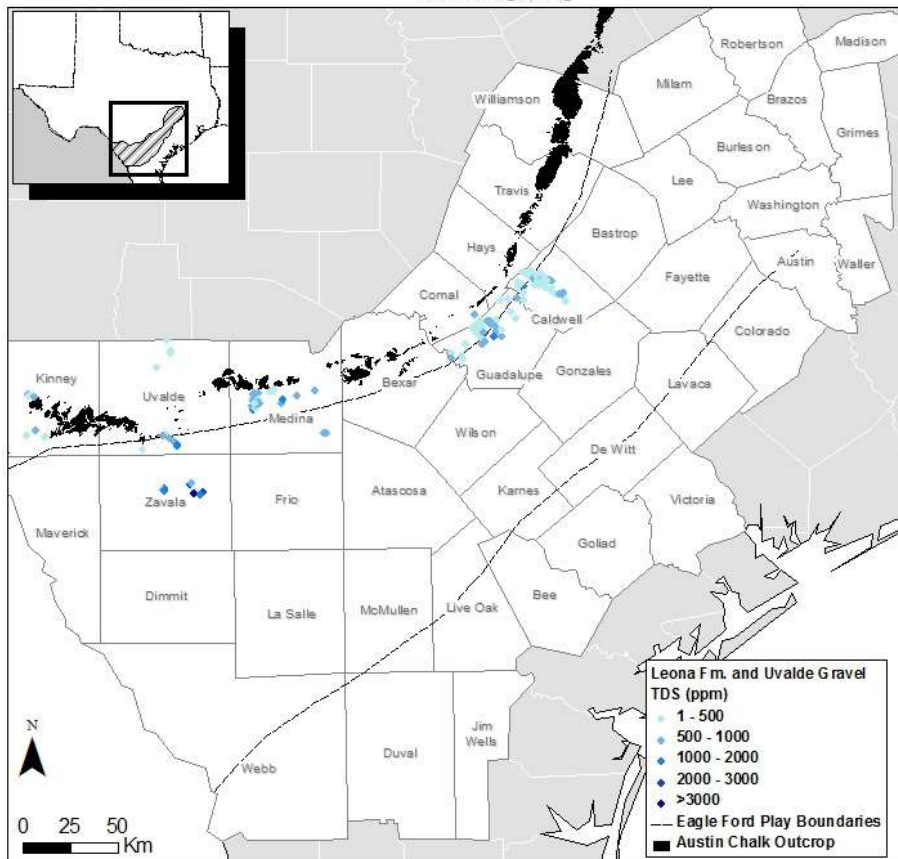 Robertson
Madison
Milam
Williamson
Brazos
Grimes
Burleson
Travis
Lee
Washington
Hays
Bastrop
Austin
Waller
Fayette
Comal
Caldwell
Colorado
Kinney
Uvalde
Bexar
Guadalupe
Gonzales
Lavaca
Medina
Wilson
De Witt
Zavala
Frio
Atascosa
Karnes
Victoria
Maverick
Goliad
Dimmit
La Salle
McMullen
Live Oak
Bee
Webb
Duval
Jim
Wells
N
0 25 50
Km
Leona Fm. and Uvalde Gravel
TDS (ppm)
1 - 500
500 - 1000
1000 - 2000
2000 - 3000
>3000
Eagle Ford Play Boundaries
Austin Chalk Outcrop